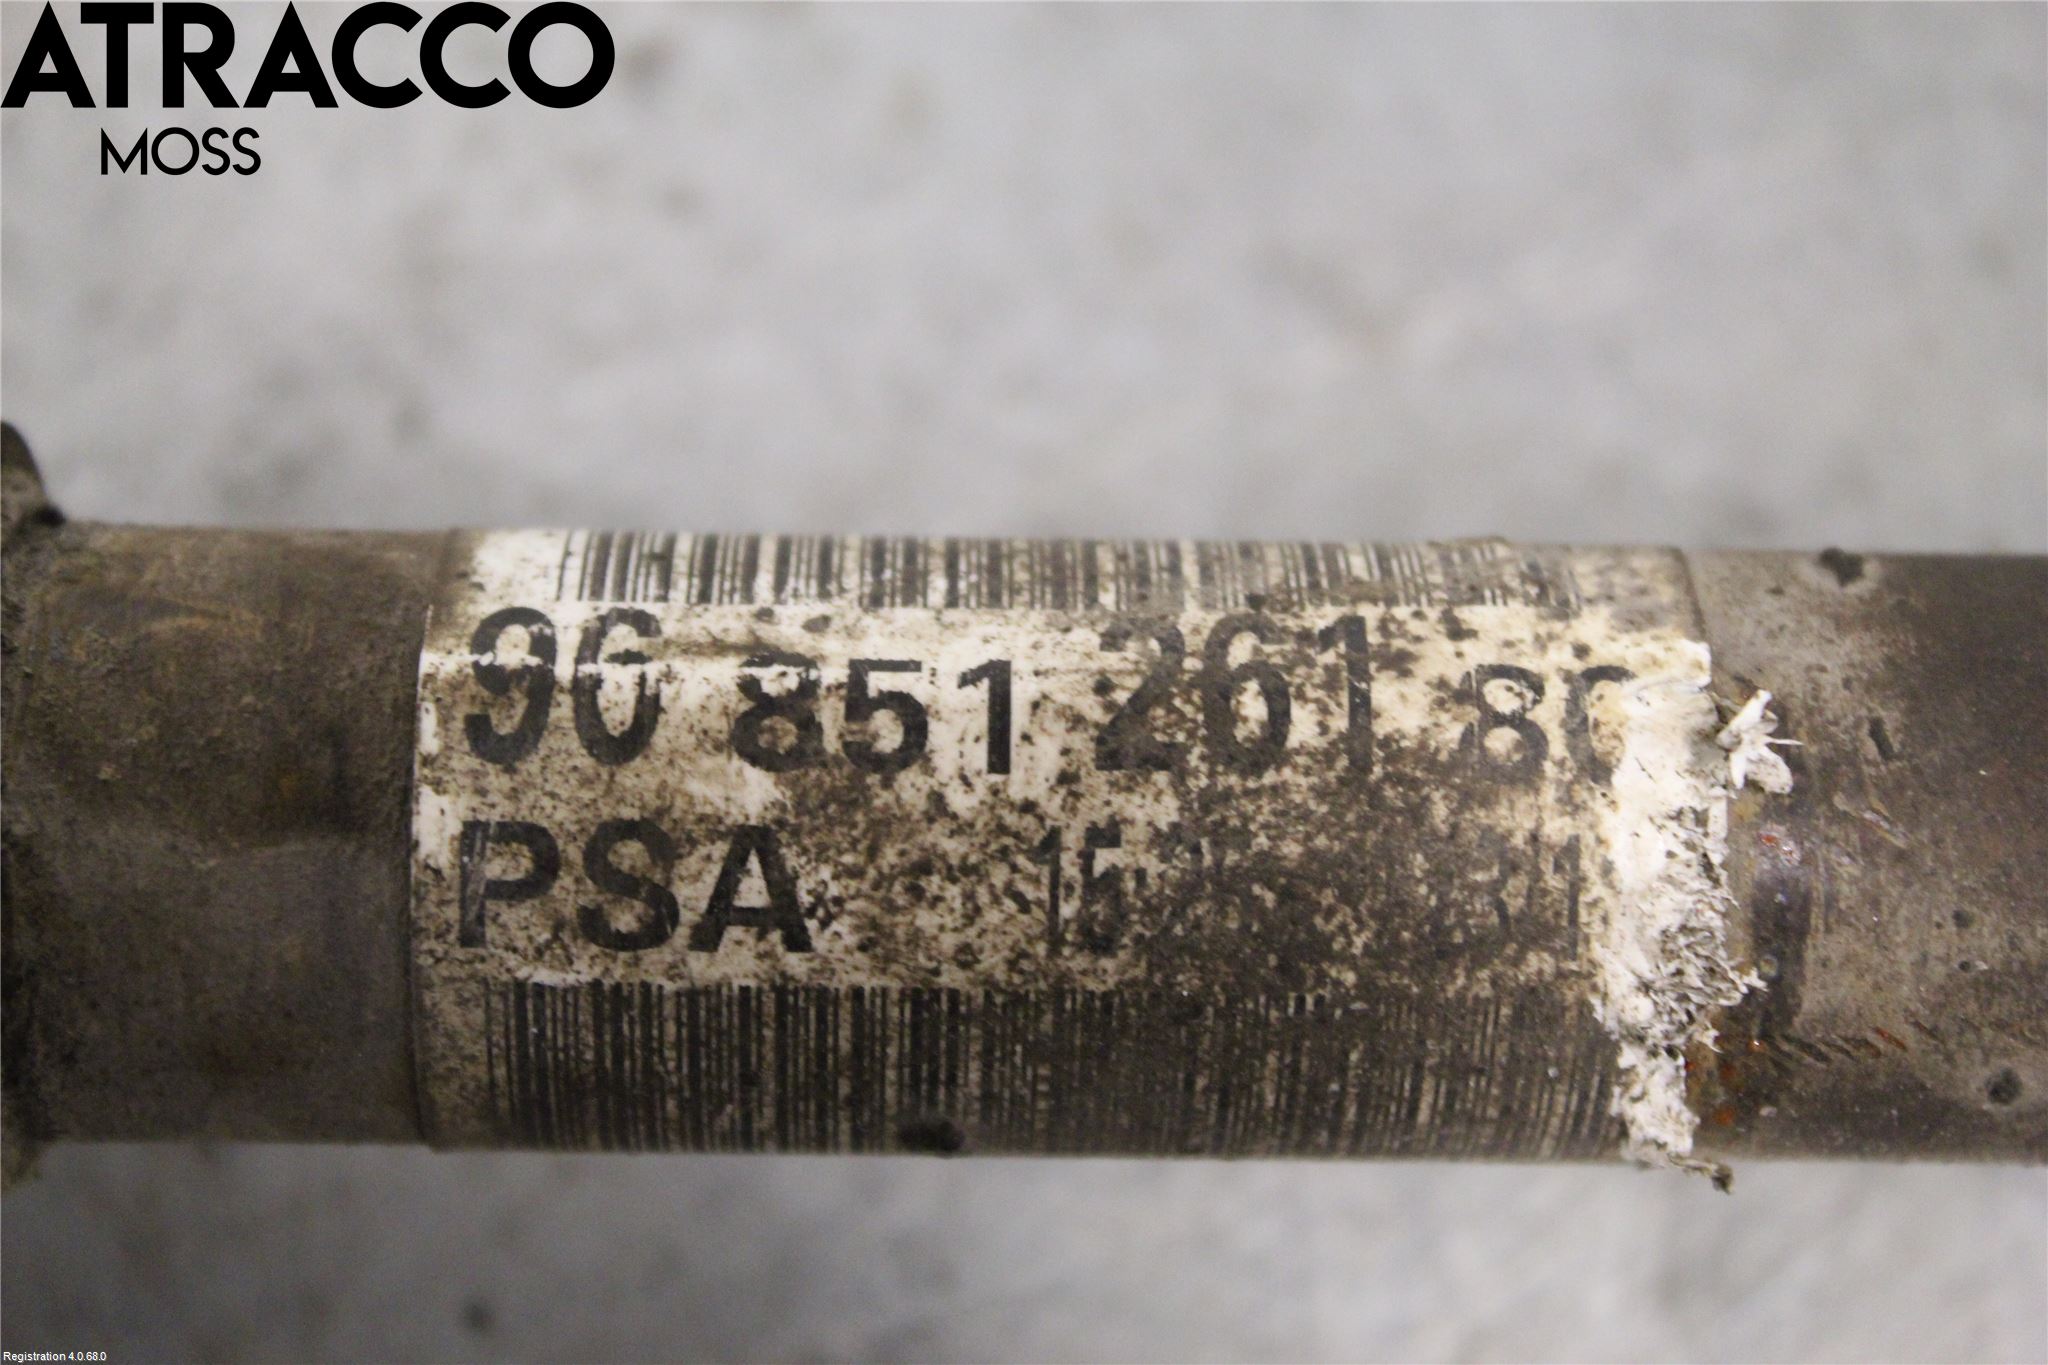 ATRACCO
MOSS
96 851 261 80
PSA
Registration 4.0.68.0